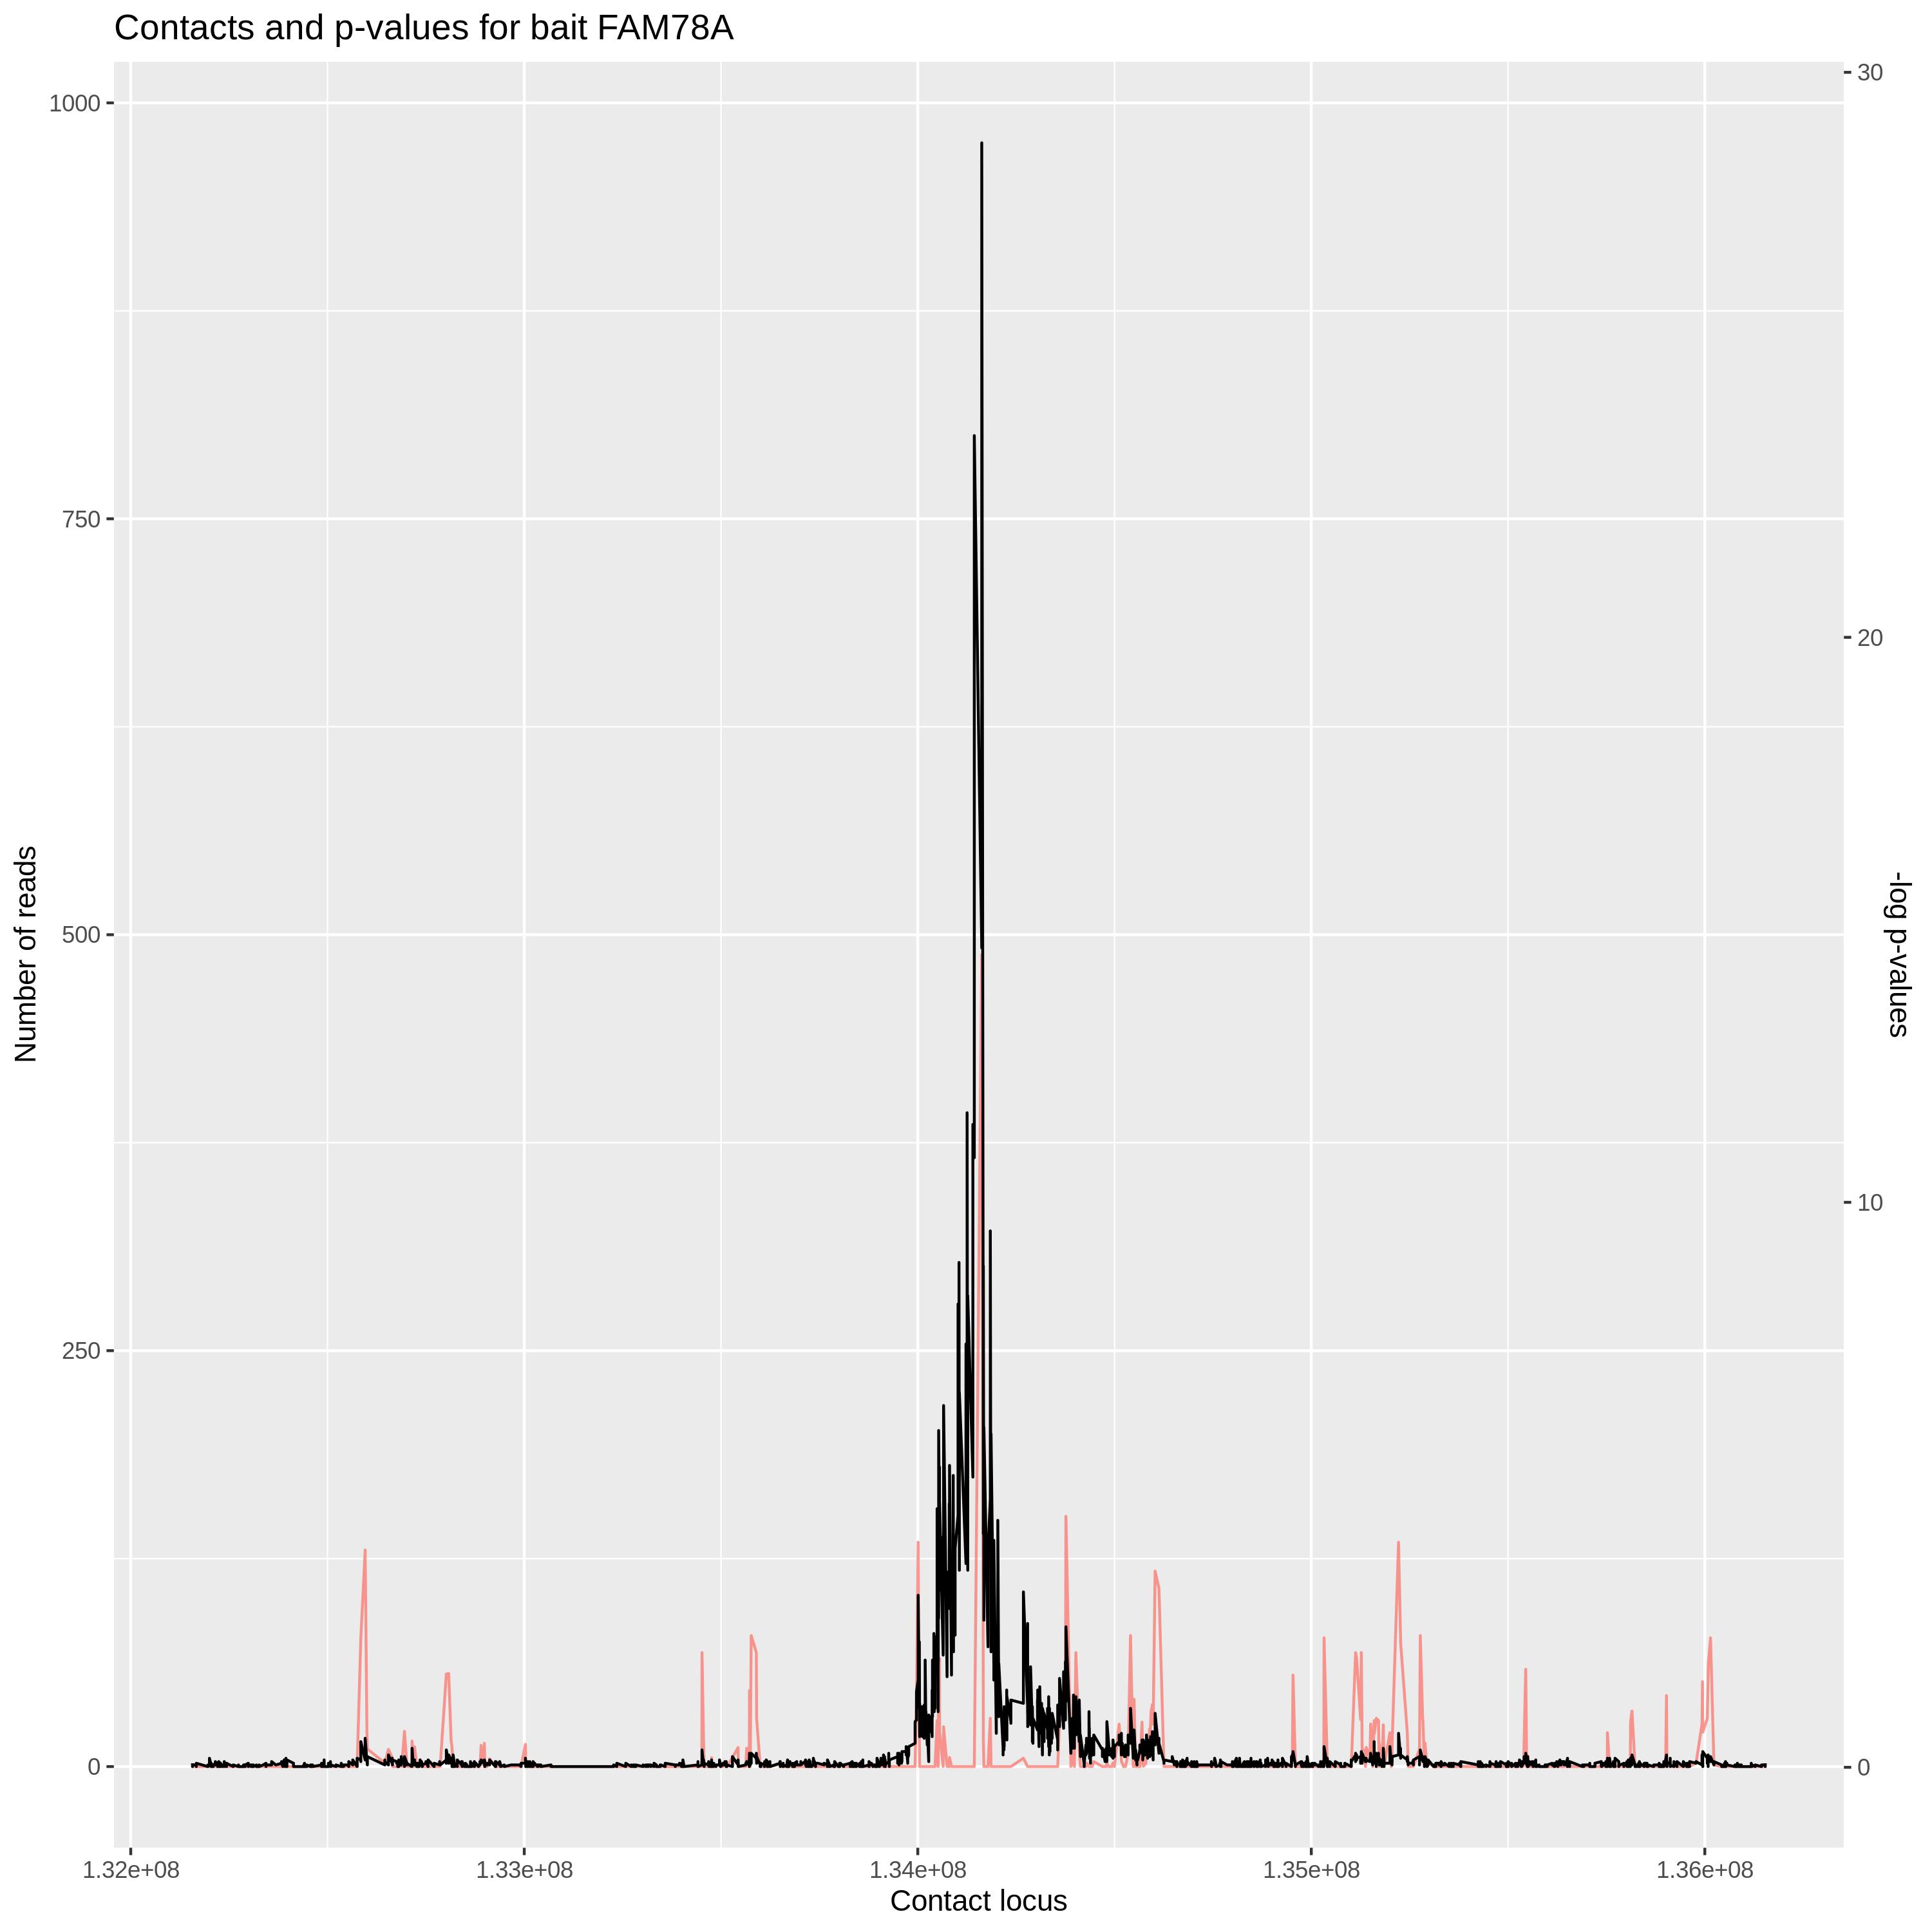 Contacts and p-values for bait FAM78A
1000
750
500
250
0
30
20
10
0
Number of reads
-log p-values
1.32e+08
1.33e+08
1.34e+08
1.35e+08
1.36e+08
Contact locus